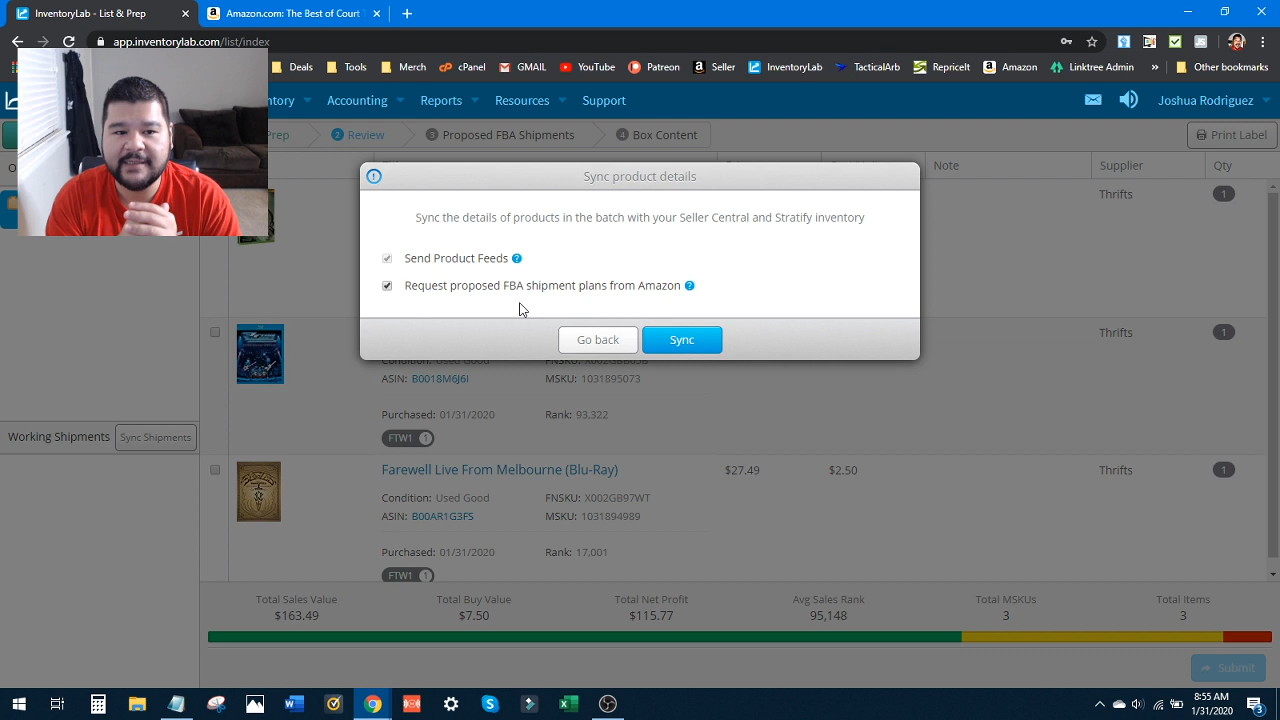 InventoryLab - List & Prep
Amazon.com: The Best of Court
app.inventorylab.com/list/index
Deals
Tools
Merch
cPanel
GMAIL
YouTube
Patreon
Seller
InventoryLab
TacticalArb
RepriceIt
Amazon
Linktree Admin
»
Other bookmarks
Accounting
Reports
Resources
Support
Joshua Rodriguez
Prep
2 Review
3 Proposed FBA Shipments
4 Box Content
Print Label
Note
Supplier
Qty
Sync product details
Sync the details of products in the batch with your Seller Central and Stratify inventory
Send Product Feeds ?
Request proposed FBA shipment plans from Amazon ?
Go back
Sync
Thrifts
1
Thrifts
1
Condition: Used Good
ASIN: B0018M6J6I
MSKU: 1031895073
Purchased: 01/31/2020
Rank: 93,322
FTW1 1
Working Shipments
Sync Shipments
Farewell Live From Melbourne (Blu-Ray)
$27.49
$2.50
Thrifts
1
Condition: Used Good
FNSKU: X002GB97WT
ASIN: B00AR1G3FS
MSKU: 1031894989
Purchased: 01/31/2020
Rank: 17,001
FTW1 1
Total Sales Value
Total Buy Value
Total Net Profit
Avg Sales Rank
Total MSKUs
Total Items
$163.49
$7.50
$115.77
95,148
3
3
Submit
8:55 AM
1/31/2020
3